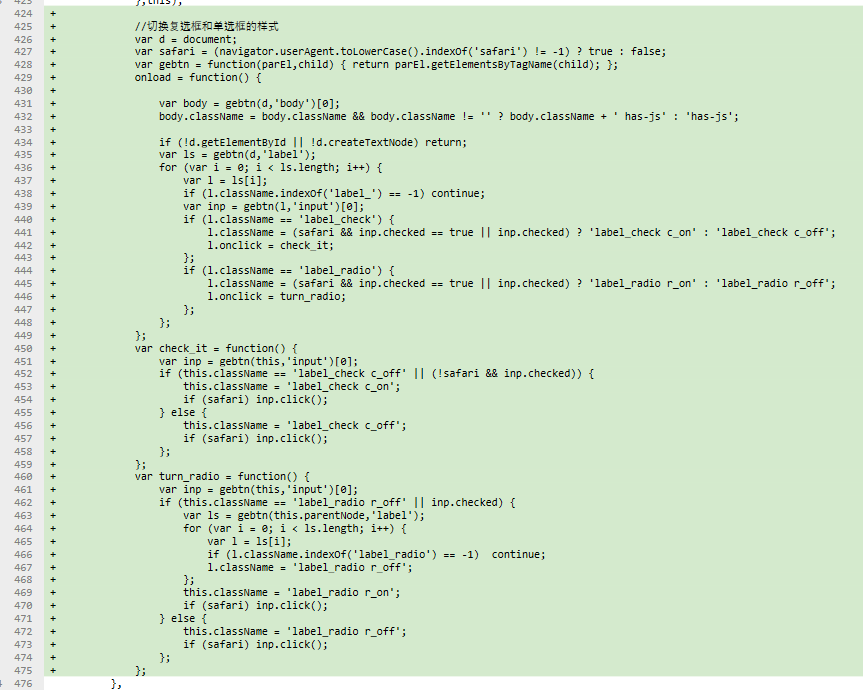 423 },this);
424 +
425 + //切换复选框和单选框的样式
426 + var d = document;
427 + var safari = (navigator.userAgent.toLowerCase().indexOf('safari') != -1) ? true : false;
428 + var gebtn = function(parEl,child) { return parEl.getElementsByTagName(child); };
429 + onload = function() {
430 +
431 + var body = gebtn(d,'body')[0];
432 + body.className = body.className && body.className != '' ? body.className + ' has-js' : 'has-js';
433 +
434 + if (!d.getElementById || !d.createTextNode) return;
435 + var ls = gebtn(d,'label');
436 + for (var i = 0; i < ls.length; i++) {
437 + var l = ls[i];
438 + if (l.className.indexOf('label_') == -1) continue;
439 + var inp = gebtn(l,'input')[0];
440 + if (l.className == 'label_check') {
441 + l.className = (safari && inp.checked == true || inp.checked) ? 'label_check c_on' : 'label_check c_off';
442 + l.onclick = check_it;
443 + };
444 + if (l.className == 'label_radio') {
445 + l.className = (safari && inp.checked == true || inp.checked) ? 'label_radio r_on' : 'label_radio r_off';
446 + l.onclick = turn_radio;
447 + };
448 + };
449 + };
450 + var check_it = function() {
451 + var inp = gebtn(this,'input')[0];
452 + if (this.className == 'label_check c_off' || (!safari && inp.checked)) {
453 + this.className = 'label_check c_on';
454 + if (safari) inp.click();
455 + } else {
456 + this.className = 'label_check c_off';
457 + if (safari) inp.click();
458 + };
459 + };
460 + var turn_radio = function() {
461 + var inp = gebtn(this,'input')[0];
462 + if (this.className == 'label_radio r_off' || inp.checked) {
463 + var ls = gebtn(this.parentNode,'label');
464 + for (var i = 0; i < ls.length; i++) {
465 + var l = ls[i];
466 + if (l.className.indexOf('label_radio') == -1)  continue;
467 + l.className = 'label_radio r_off';
468 + };
469 + this.className = 'label_radio r_on';
470 + if (safari) inp.click();
471 + } else {
472 + this.className = 'label_radio r_off';
473 + if (safari) inp.click();
474 + };
475 + };
476 },